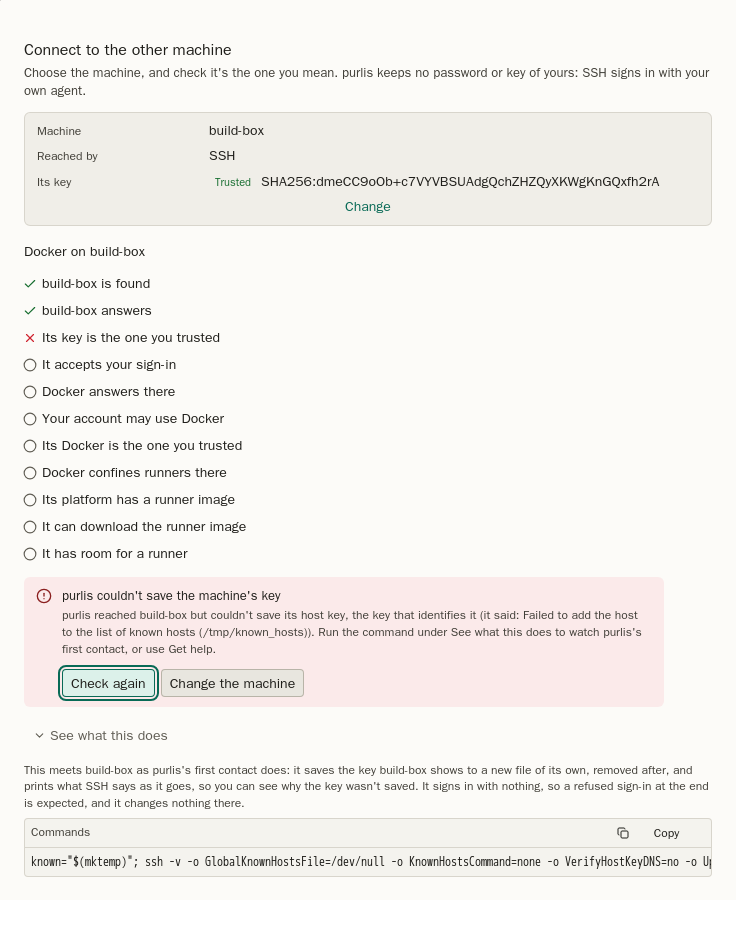 Connect to the other machine
Choose the machine, and check it's the one you mean. purlis keeps no password or key of yours: SSH signs in with your
own agent.
Machine build-box
Reached by SSH
Its key Trusted SHA256:dmeCC9oOb+c7VYVBSUAdgQchZHZQyXKWgKnGQxfh2rA
Change
Docker on build-box
build-box is found
build-box answers
Its key is the one you trusted
It accepts your sign-in
Docker answers there
Your account may use Docker
Its Docker is the one you trusted
Docker confines runners there
Its platform has a runner image
It can download the runner image
It has room for a runner
purlis couldn't save the machine's key
purlis reached build-box but couldn't save its host key, the key that identifies it (it said: Failed to add the host
to the list of known hosts (/tmp/known_hosts)). Run the command under See what this does to watch purlis's
first contact, or use Get help.
Check again Change the machine
See what this does
This meets build-box as purlis's first contact does: it saves the key build-box shows to a new file of its own, removed after, and
prints what SSH says as it goes, so you can see why the key wasn't saved. It signs in with nothing, so a refused sign-in at the end
is expected, and it changes nothing there.
Commands Copy
known="$(mktemp)"; ssh -v -o GlobalKnownHostsFile=/dev/null -o KnownHostsCommand=none -o VerifyHostKeyDNS=no -o